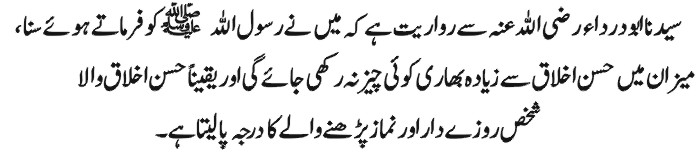 سیدنا ابو درداء رضی اللہ عنہ سے روایت ہے کہ میں نے رسول اللہ ﷺ کو فرماتے ہوئے سنا،
میزان میں حسن اخلاق سے زیادہ بھاری کوئی چیز نہ رکھی جائے گی اور یقیناً حسن اخلاق والا
شخص روزے دار اور نماز پڑھنے والے کا درجہ پالیتا ہے۔